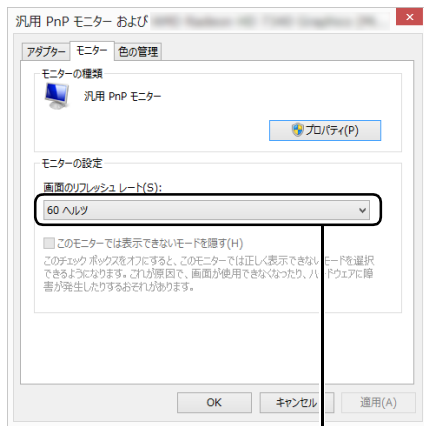 汎用 PnP モニター および
アダプター モニター 色の管理
モニターの種類
汎用 PnP モニター
プロパティ(P)
モニターの設定
画面のリフレッシュ レート(S):
60 ヘルツ
このモニターでは表示できないモードを隠す(H)
このチェック ボックスをオフにすると、このモニターでは正しく表示できないモードを選択
できるようになります。これが原因で、画面が使用できなくなったり、ハードウェアに障
害が発生したりするおそれがあります。
OK キャンセル 適用(A)